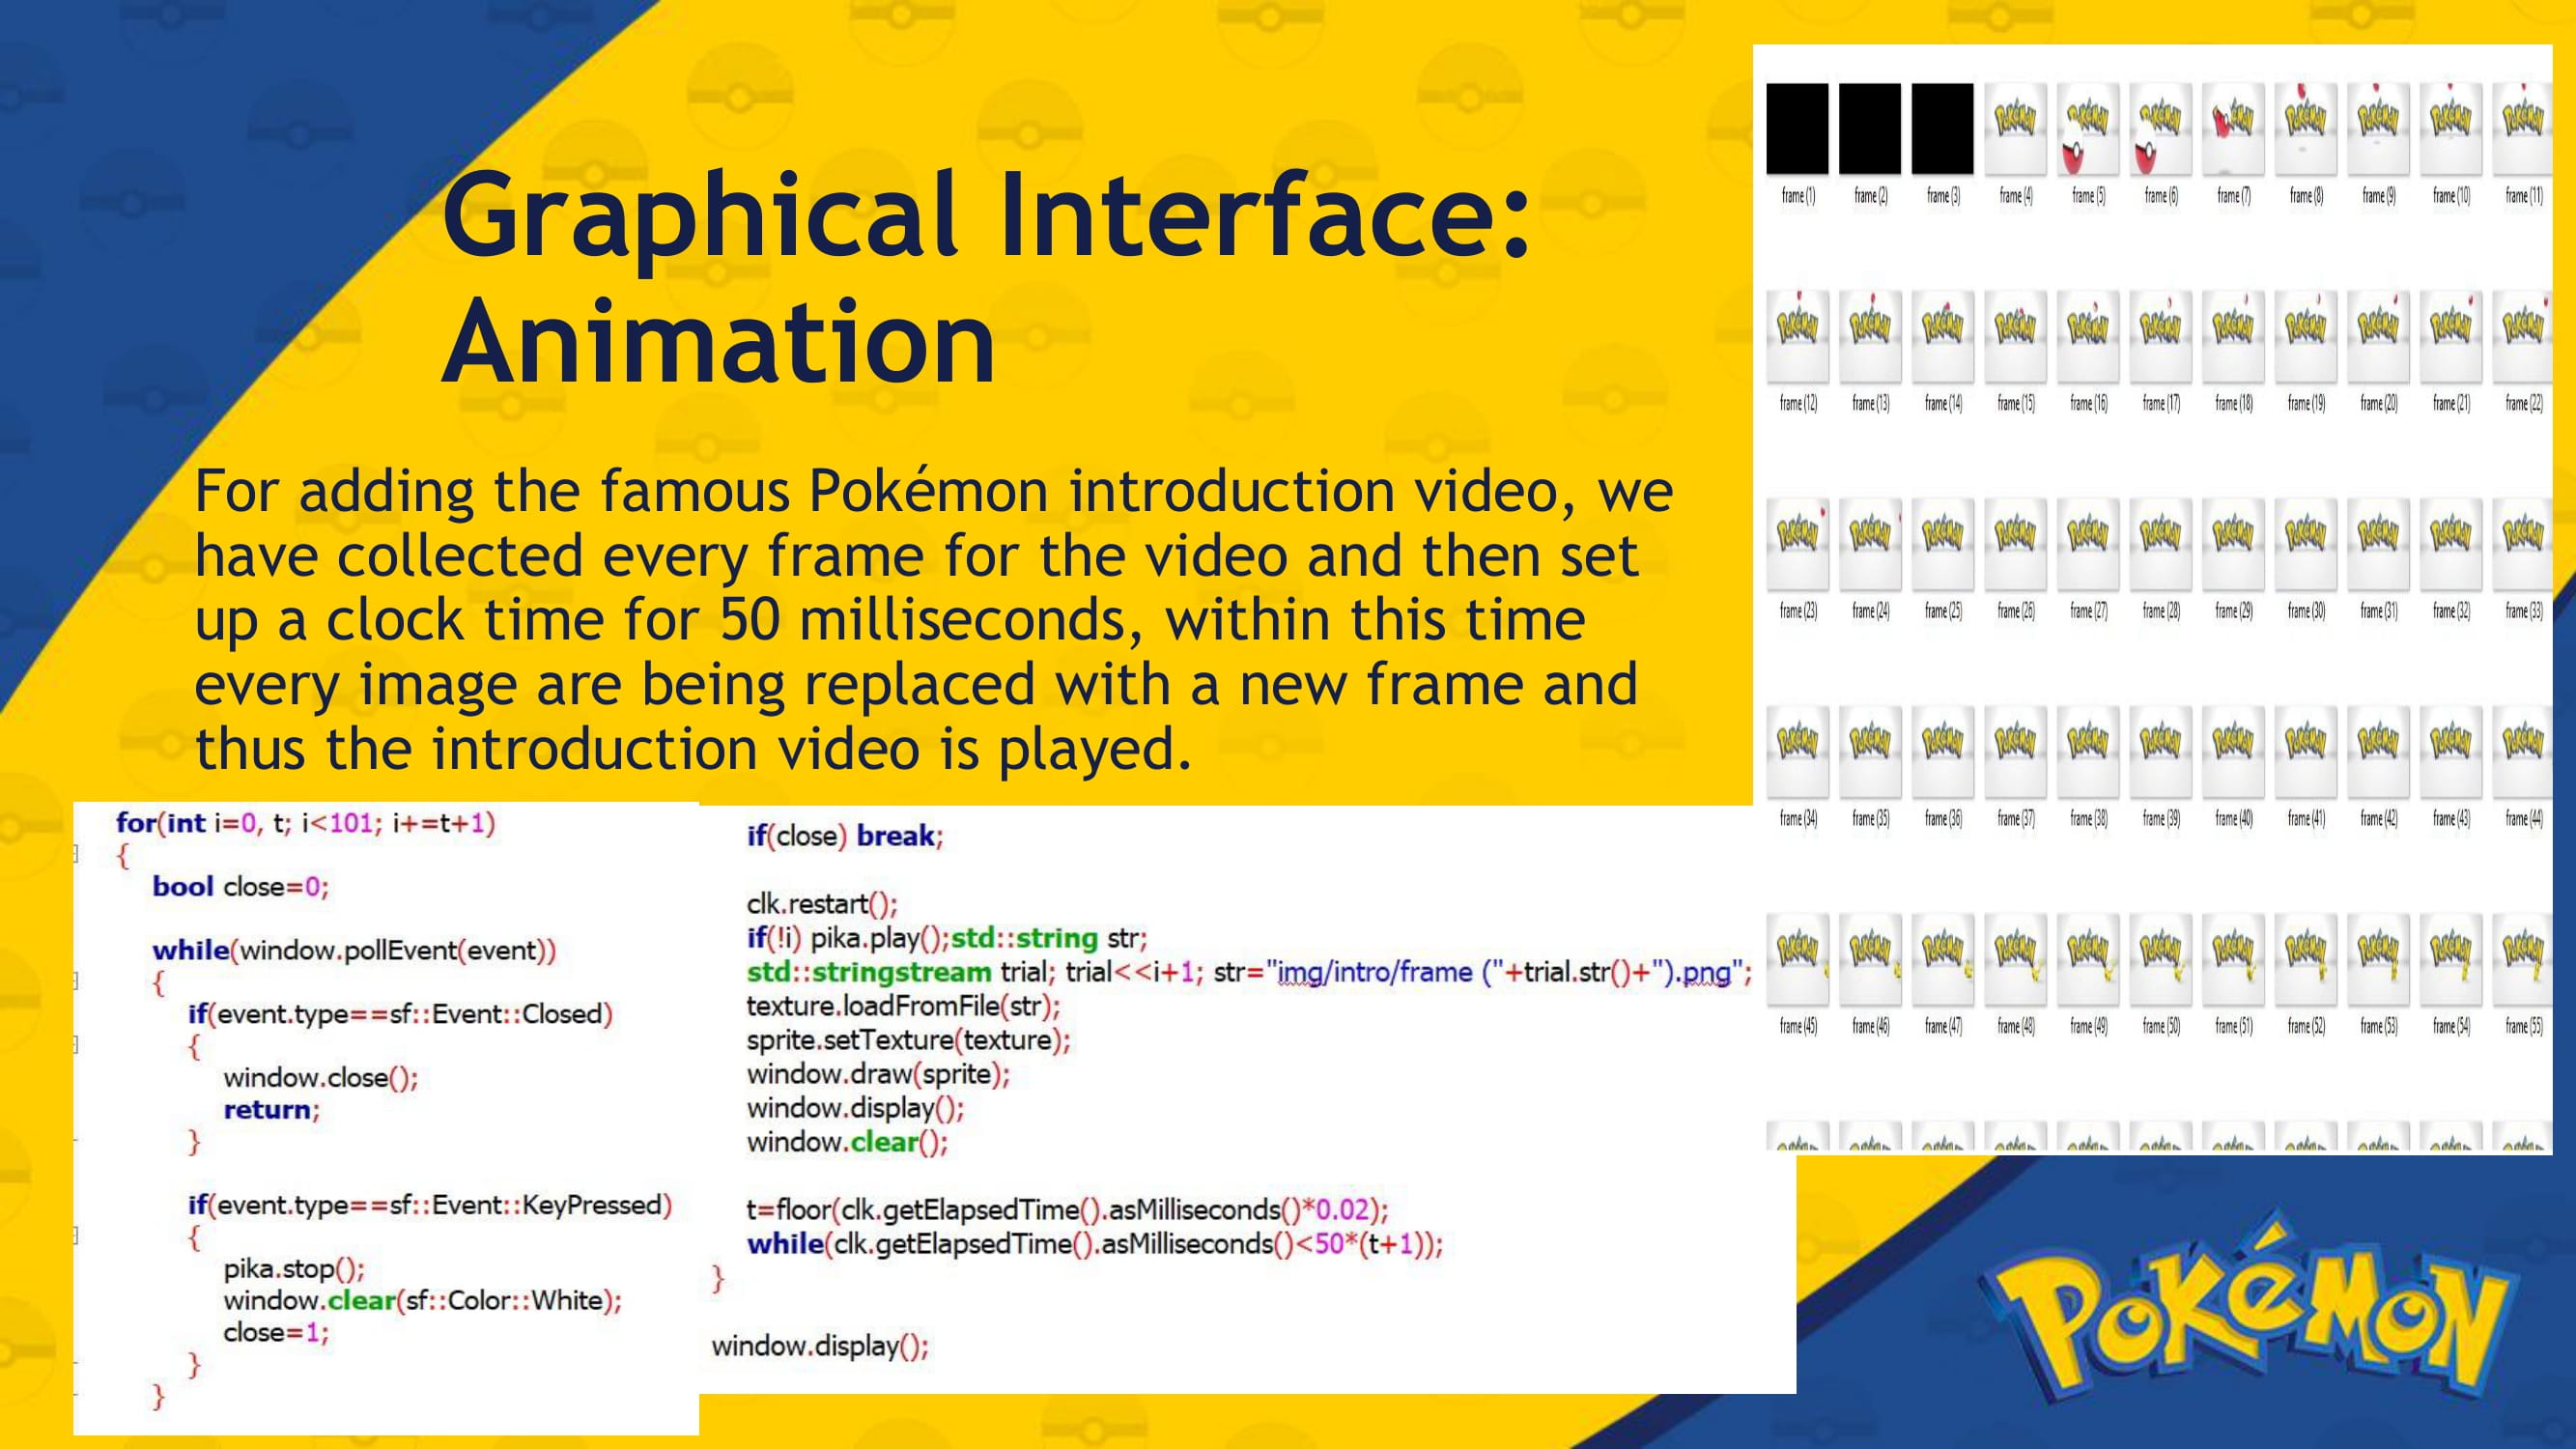 Graphical Interface:
Animation
For adding the famous Pokémon introduction video, we
have collected every frame for the video and then set
up a clock time for 50 milliseconds, within this time
every image are being replaced with a new frame and
thus the introduction video is played.
for(int i=0, t; i<101; i+=t+1)
{
bool close=0;
while(window.pollEvent(event))
{
if(event.type==sf::Event::Closed)
{
window.close();
return;
}
if(event.type==sf::Event::KeyPressed)
{
pika.stop();
window.clear(sf::Color::White);
close=1;
}
}
if(close) break;
clk.restart();
if(!i) pika.play();std::string str;
std::stringstream trial; trial<<i+1; str="img/intro/frame ("+trial.str()+").png";
texture.loadFromFile(str);
sprite.setTexture(texture);
window.draw(sprite);
window.display();
window.clear();
t=floor(clk.getElapsedTime().asMilliseconds()*0.02);
while(clk.getElapsedTime().asMilliseconds()<50*(t+1));
}
window.display();
frame (1) frame (2) frame (3) frame (4) frame (5) frame (6) frame (7) frame (8) frame (9) frame (10) frame (11)
frame (12) frame (13) frame (14) frame (15) frame (16) frame (17) frame (18) frame (19) frame (20) frame (21) frame (22)
frame (23) frame (24) frame (25) frame (26) frame (27) frame (28) frame (29) frame (30) frame (31) frame (32) frame (33)
frame (34) frame (35) frame (36) frame (37) frame (38) frame (39) frame (40) frame (41) frame (42) frame (43) frame (44)
frame (45) frame (46) frame (47) frame (48) frame (49) frame (50) frame (51) frame (52) frame (53) frame (54) frame (55)
POKéMON